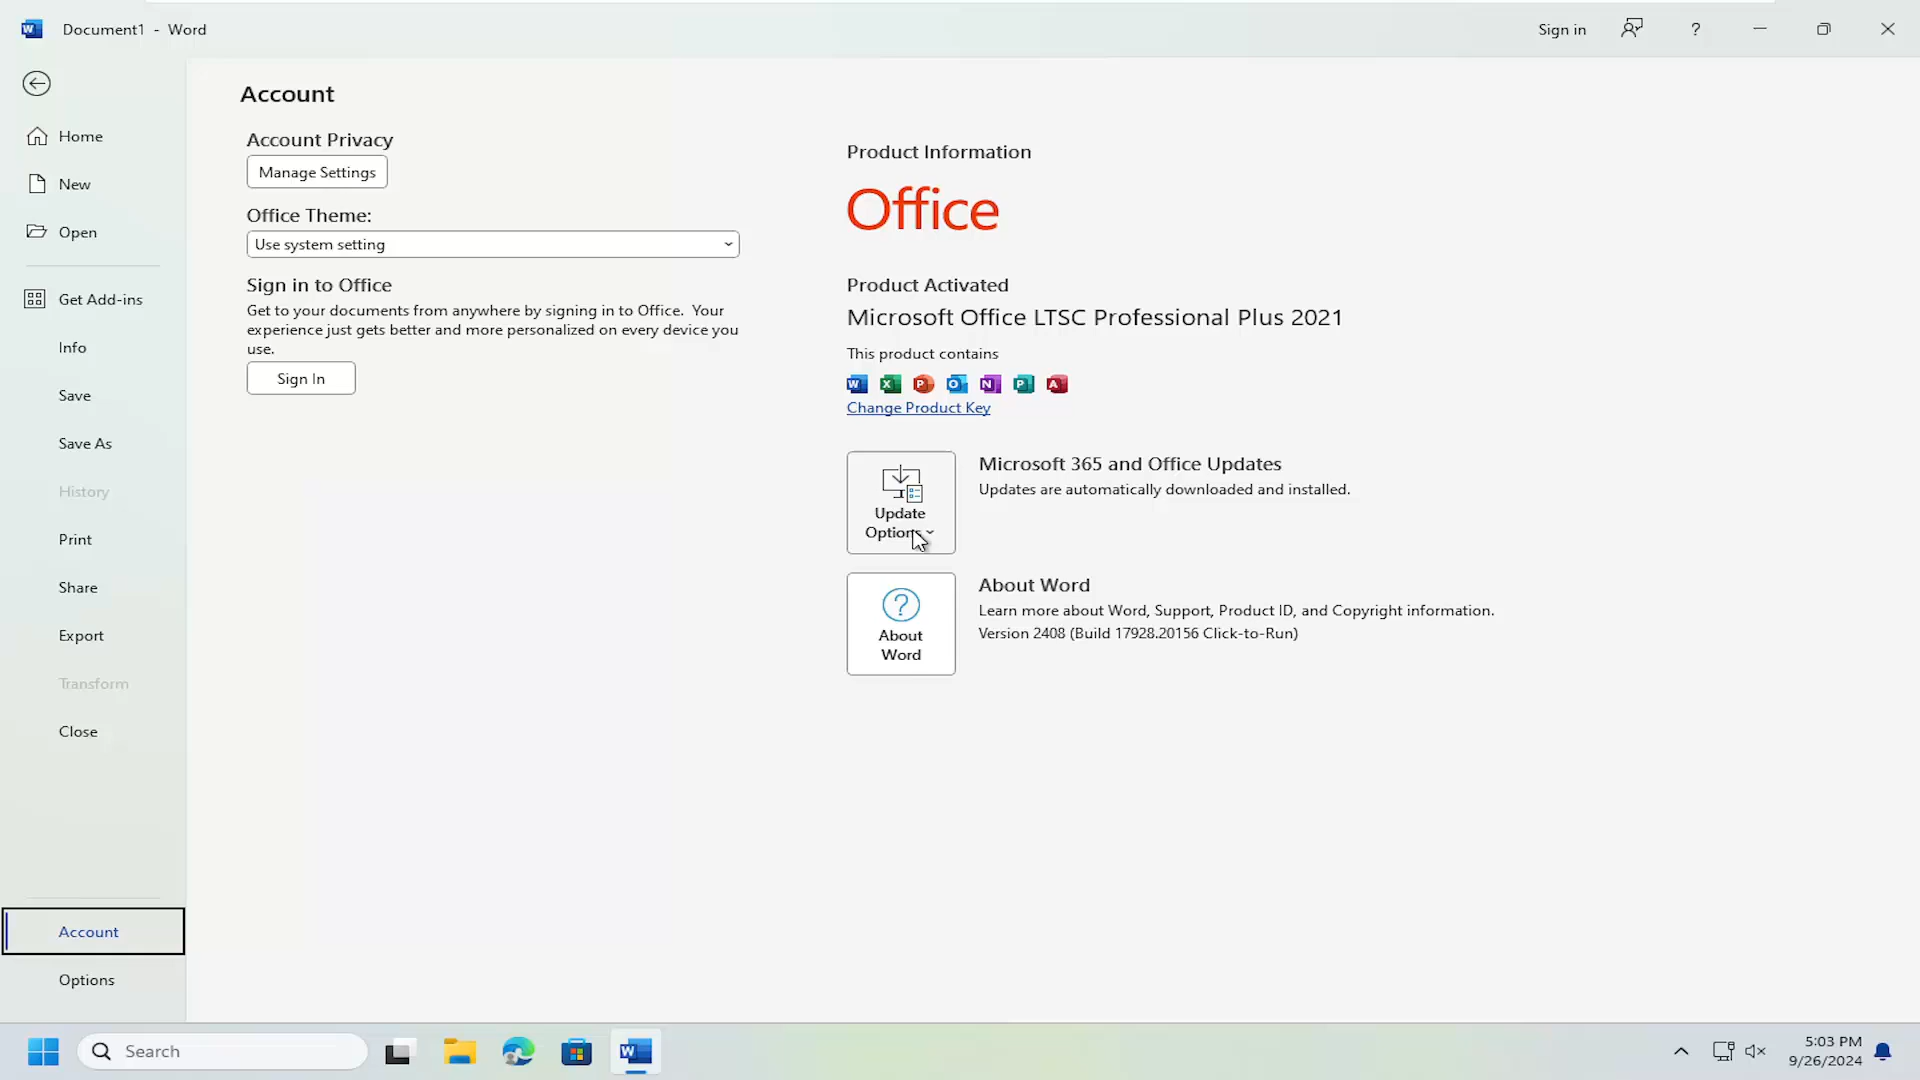 Document1 - Word
Sign in
?
Home
New
Open
Get Add-ins
Info
Save
Save As
History
Print
Share
Export
Transform
Close
Account
Options
Account
Account Privacy
Manage Settings
Office Theme:
Use system setting
Sign in to Office
Get to your documents from anywhere by signing in to Office. Your
experience just gets better and more personalized on every device you
use.
Sign In
Product Information
Office
Product Activated
Microsoft Office LTSC Professional Plus 2021
This product contains
Change Product Key
Update
Options
Microsoft 365 and Office Updates
Updates are automatically downloaded and installed.
About
Word
About Word
Learn more about Word, Support, Product ID, and Copyright information.
Version 2408 (Build 17928.20156 Click-to-Run)
Search
5:03 PM
9/26/2024